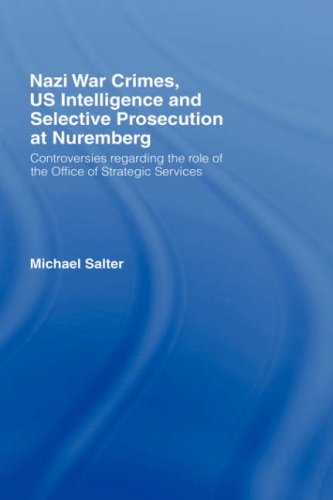 Nazi War Crimes,
US Intelligence and
Selective Prosecution
at Nuremberg
Controversies regarding the role of
the Office of Strategic Services
Michael Salter